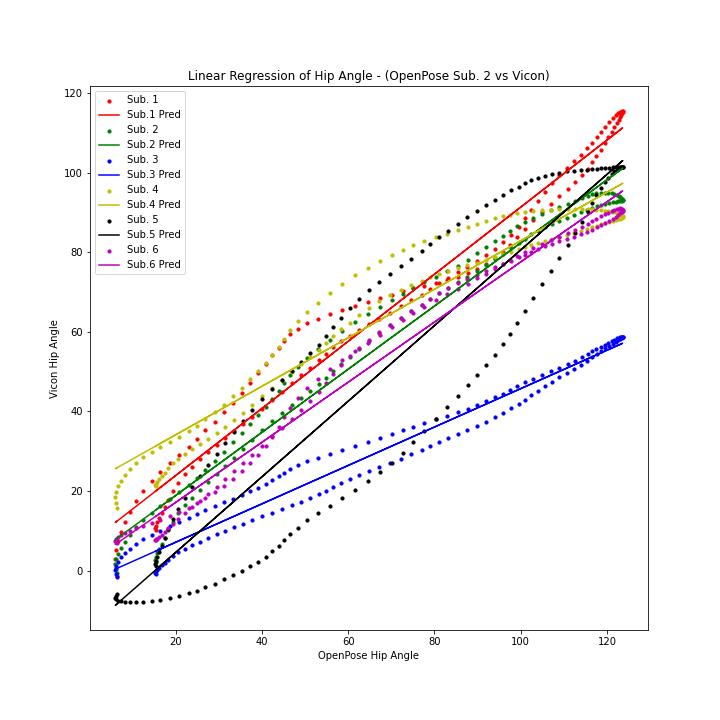 Linear Regression of Hip Angle - (OpenPose Sub. 2 vs Vicon)
Sub. 1
Sub.1 Pred
Sub. 2
Sub.2 Pred
Sub. 3
Sub.3 Pred
Sub. 4
Sub.4 Pred
Sub. 5
Sub.5 Pred
Sub. 6
Sub.6 Pred
Vicon Hip Angle
120
100
80
60
40
20
0
20 40 60 80 100 120
OpenPose Hip Angle